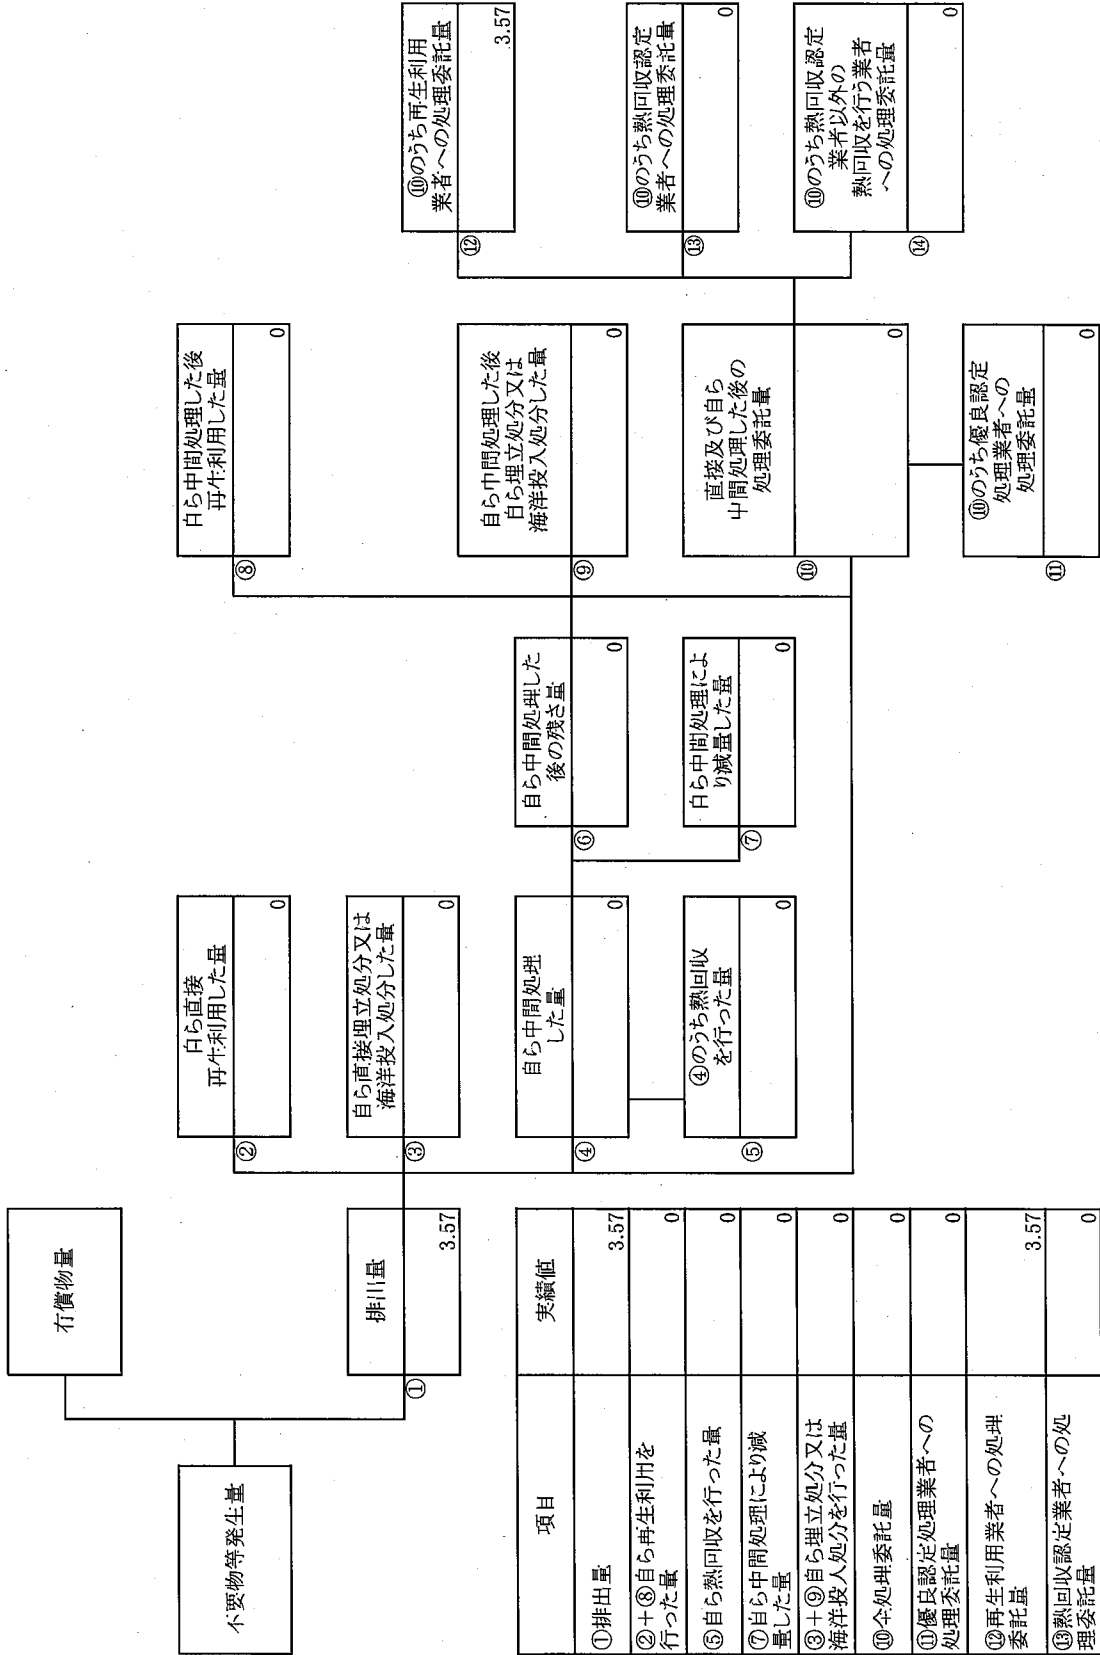 不要物等発生量
有償物量
①
排出量
3.57
②
自ら直接
再生利用した量
0
③
自ら直接埋立処分又は
海洋投入処分した量
0
④
自ら中間処理
した量
0
⑤
④のうち熱回収
を行った量
0
⑥
自ら中間処理した
後の残さ量
0
⑦
自ら中間処理によ
り減量した量
0
⑧
自ら中間処理した後
再生利用した量
0
⑨
自ら中間処理した後
自ら埋立処分又は
海洋投入処分した量
0
⑩
直接及び自ら
中間処理した後の
処理委託量
0
⑪
⑩のうち優良認定
処理業者への
処理委託量
0
⑫
⑩のうち再生利用
業者への処理委託量
3.57
⑬
⑩のうち熱回収認定
業者への処理委託量
0
⑭
⑩のうち熱回収認定
業者以外の
熱回収を行う業者
への処理委託量
0
項目 実績値
①排出量 3.57
②+⑧自ら再生利用を
行った量 0
⑤自ら熱回収を行った量 0
⑦自ら中間処理により減
量した量 0
③+⑨自ら埋立処分又は
海洋投入処分を行った量 0
⑩全処理委託量 0
⑪優良認定処理業者への
処理委託量 0
⑫再生利用業者への処理
委託量 3.57
⑬熱回収認定業者への処
理委託量 0